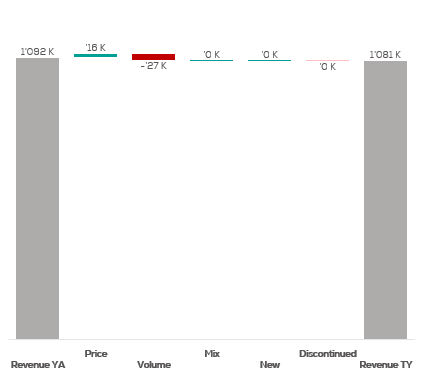 1'092 K
'16 K
-'27 K
'0 K
'0 K
'0 K
1'081 K
Revenue YA
Price
Volume
Mix
New
Discontinued
Revenue TY